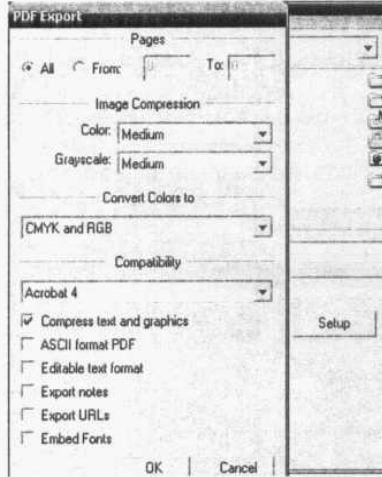 PDF Export
Pages
All From: To:
Image Compression
Color: Medium
Grayscale: Medium
Convert Colors to
CMYK and RGB
Compatibility
Acrobat 4
Compress text and graphics
Setup
ASCII format PDF
Editable text format
Export notes
Export URLs
Embed Fonts
OK Cancel